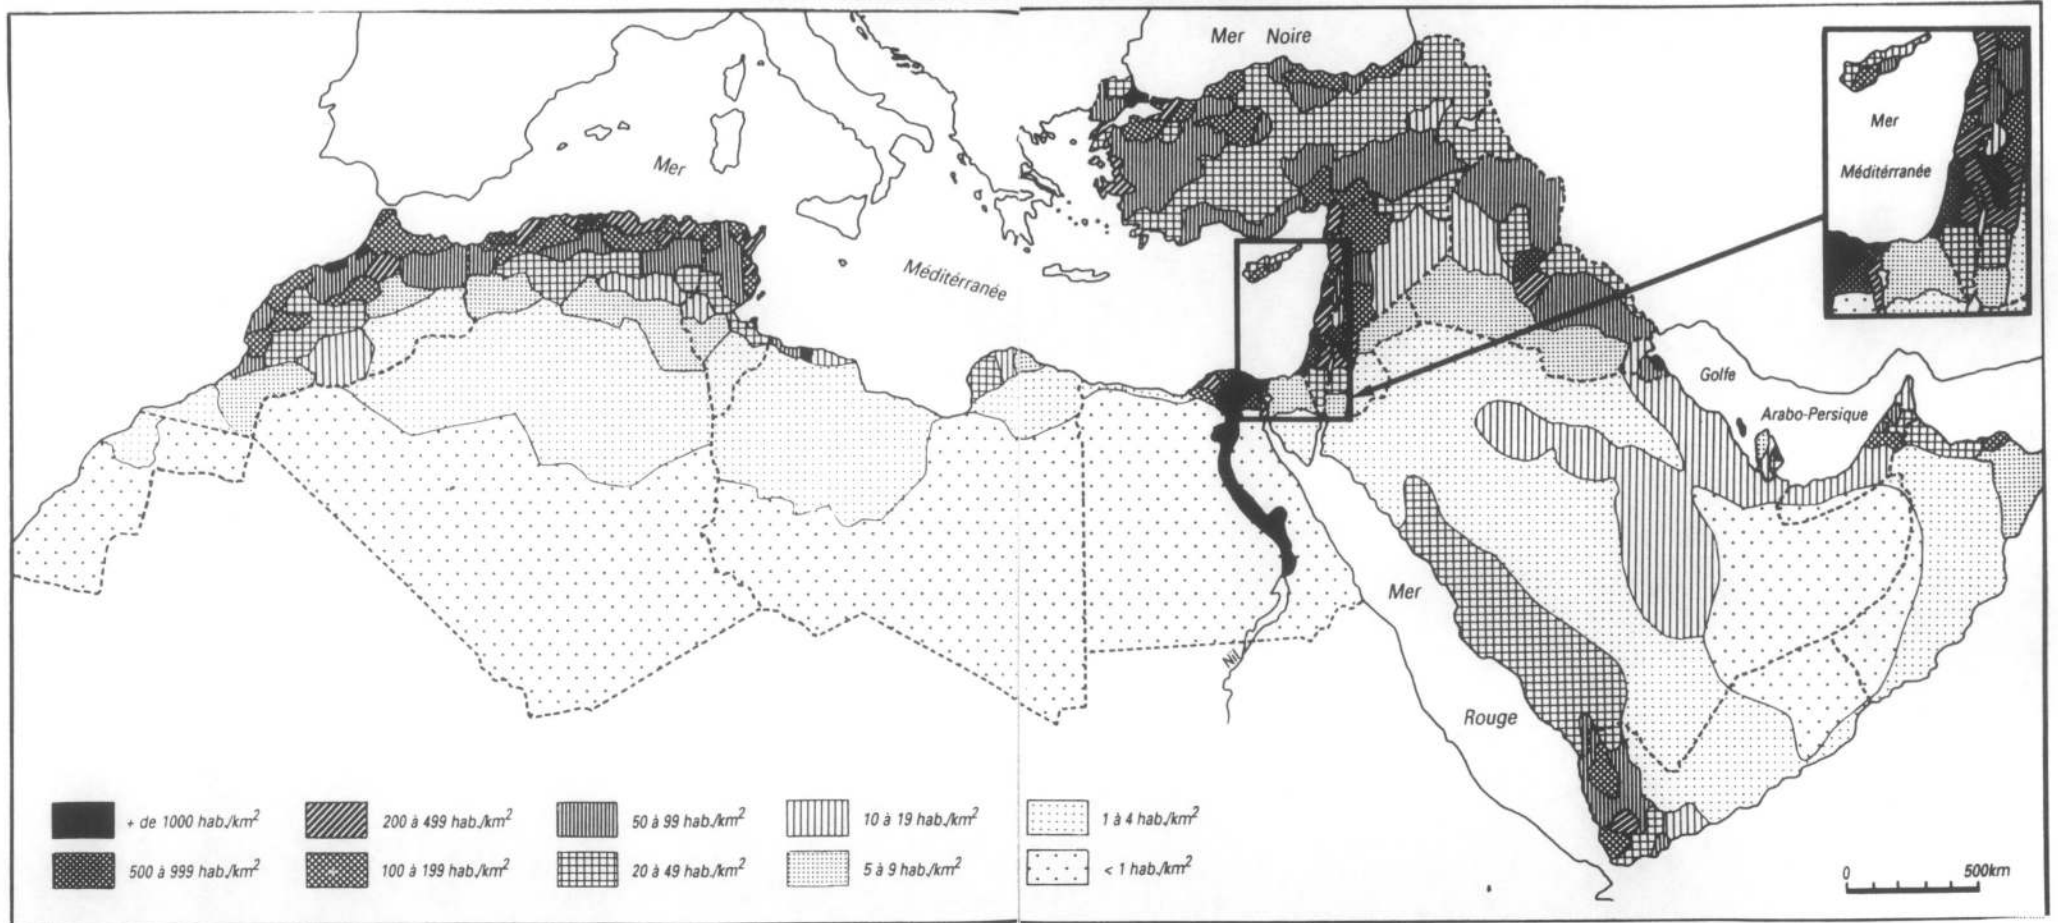 Mer Noire
Mer
Méditérranée
Mer
Méditérranée
Golfe
Arabo-Persique
Mer
Rouge
Nil
+ de 1000 hab./km²
200 à 499 hab./km²
50 à 99 hab./km²
10 à 19 hab./km²
1 à 4 hab./km²
500 à 999 hab./km²
100 à 199 hab./km²
20 à 49 hab./km²
5 à 9 hab./km²
< 1 hab./km²
0 500km